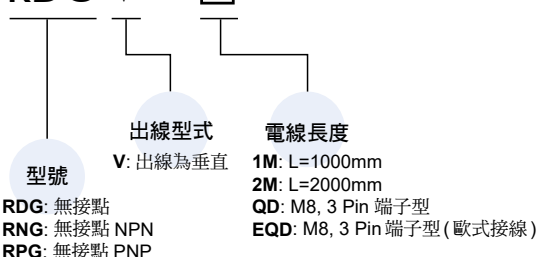 出線型式
V: 出線為垂直
電線長度
1M: L=1000mm
2M: L=2000mm
QD: M8, 3 Pin 端子型
EQD: M8, 3 Pin 端子型 ( 歐式接線 )
型號
RDG: 無接點
RNG: 無接點 NPN
RPG: 無接點 PNP